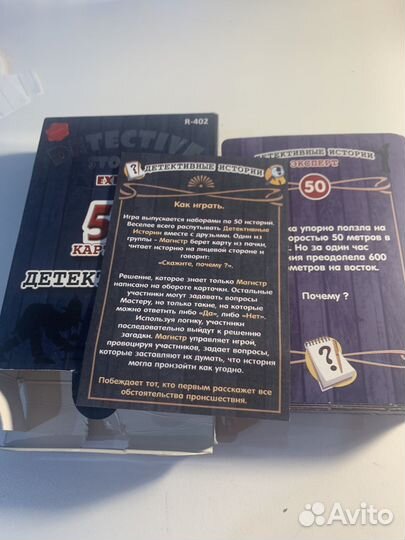 R-402
DETECTIVE
ДЕТЕКТИВНЫЕ ИСТОРИИ
Как играть.
Игра выпускается наборами по 50 историй.
Веселее всего распутывать Детективные
Истории вместе с друзьями. Один из
группы - Магистр берет карту из пачки,
читает историю на лицевой стороне и
говорит:
«Скажите, почему ?».
Решение, которое знает только Магистр
написано на обороте карточки. Остальные
участники могут задавать вопросы
Мастеру, но только такие, на которые
можно ответить либо «Да», либо «Нет».
Используя логику, участники
последовательно выйдут к решению
загадки. Магистр управляет игрой,
провоцируя участников, задает вопросы,
которые заставляют их думать, что история
могла произойти как угодно.
Побеждает тот, кто первым расскажет все
обстоятельства происшествия.
ДЕТЕКТИВНЫЕ ИСТОРИИ
ЭКСПЕРТ
50
упорно ползла на
50 метров в
Но за один час
преодолела 600
на восток.
Почему ?
Avito